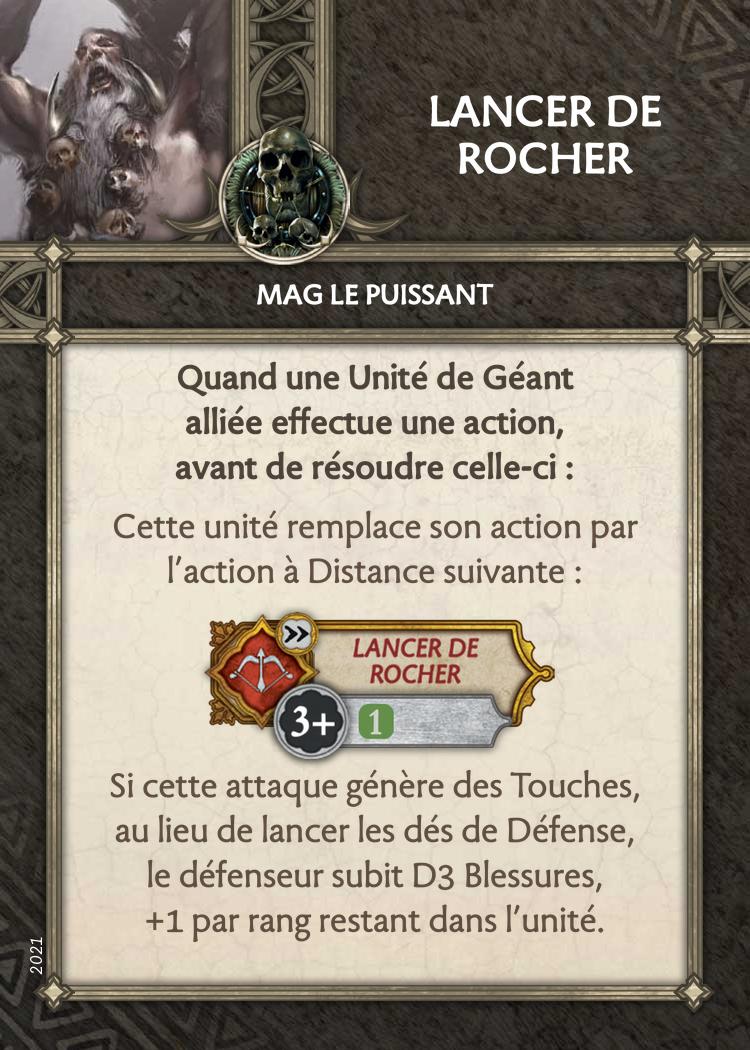 LANCER DE
ROCHER
MAG LE PUISSANT
Quand une Unité de Géant
alliée effectue une action,
avant de résoudre celle-ci :
Cette unité remplace son action par
l'action à Distance suivante :
LANCER DE
ROCHER
3+ 1
Si cette attaque génère des Touches,
au lieu de lancer les dés de Défense,
le défenseur subit D3 Blessures,
+1 par rang restant dans l'unité.
2021